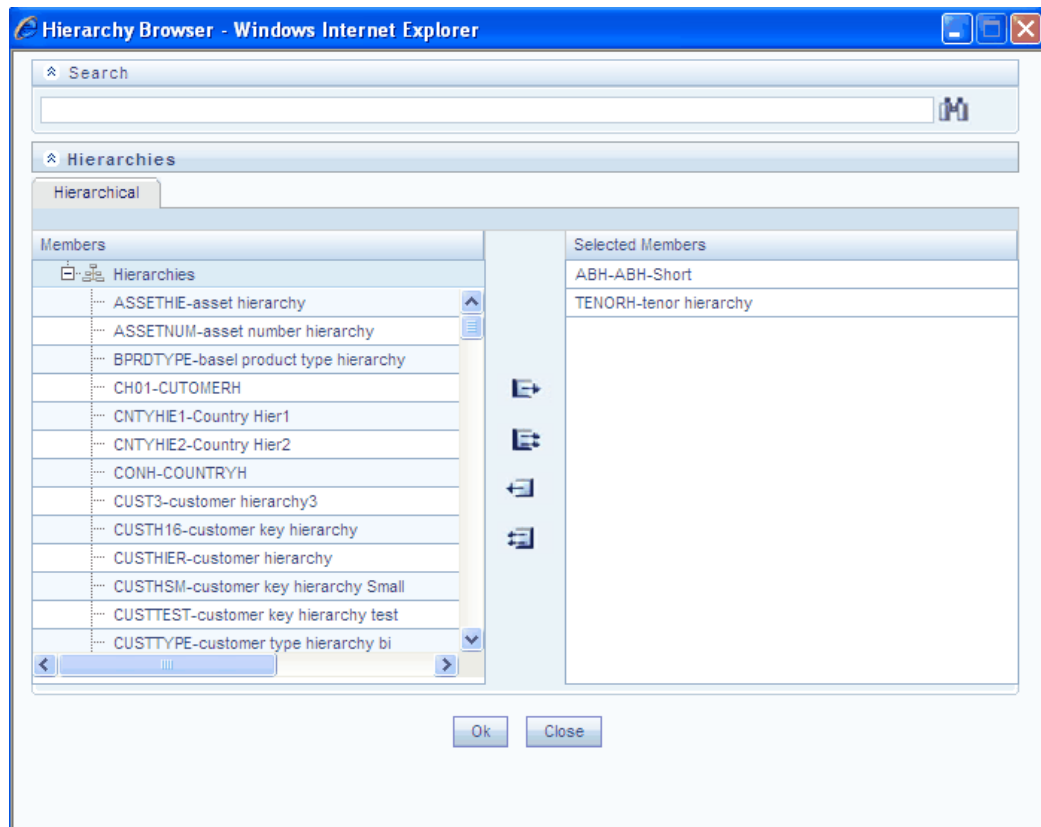 Hierarchy Browser - Windows Internet Explorer
Search
Hierarchies
Hierarchical
Members
Hierarchies
ASSETHIE-asset hierarchy
ASSETNUM-asset number hierarchy
BPRDTYPE-basel product type hierarchy
CH01-CUTOMERH
CNTYHIE1-Country Hier1
CNTYHIE2-Country Hier2
CONH-COUNTRYH
CUST3-customer hierarchy3
CUSTH16-customer key hierarchy
CUSTHIER-customer hierarchy
CUSTHSM-customer key hierarchy Small
CUSTTEST-customer key hierarchy test
CUSTTYPE-customer type hierarchy bi
Selected Members
ABH-ABH-Short
TENORH-tenor hierarchy
Ok
Close